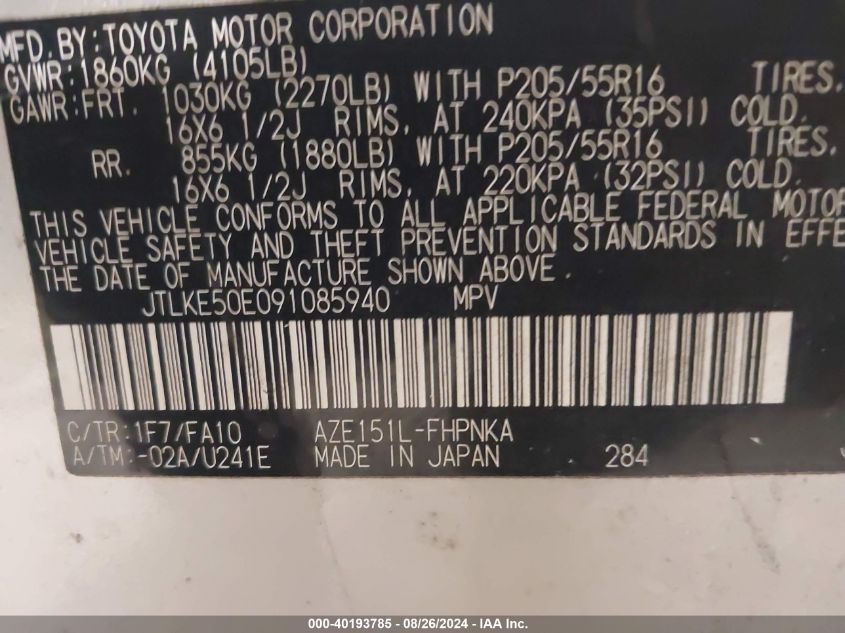 MFD. BY: TOYOTA MOTOR CORPORATION
GVWR: 1860KG (4105LB)
GAWR: FRT. 1030KG (2270LB) WITH P205/55R16 TIRES,
16X6 1/2J RIMS, AT 240KPA (35PSI) COLD.
RR. 855KG (1880LB) WITH P205/55R16 TIRES,
16X6 1/2J RIMS, AT 220KPA (32PSI) COLD.
THIS VEHICLE CONFORMS TO ALL APPLICABLE FEDERAL MOTOR
VEHICLE SAFETY AND THEFT PREVENTION STANDARDS IN EFFE
THE DATE OF MANUFACTURE SHOWN ABOVE.
JTLKE50E091085940 MPV
C/TR: 1F7/FA10 AZE151L-FHPNKA
A/TM: -02A/U241E MADE IN JAPAN 284
000-40193785 - 08/26/2024 - IAA Inc.